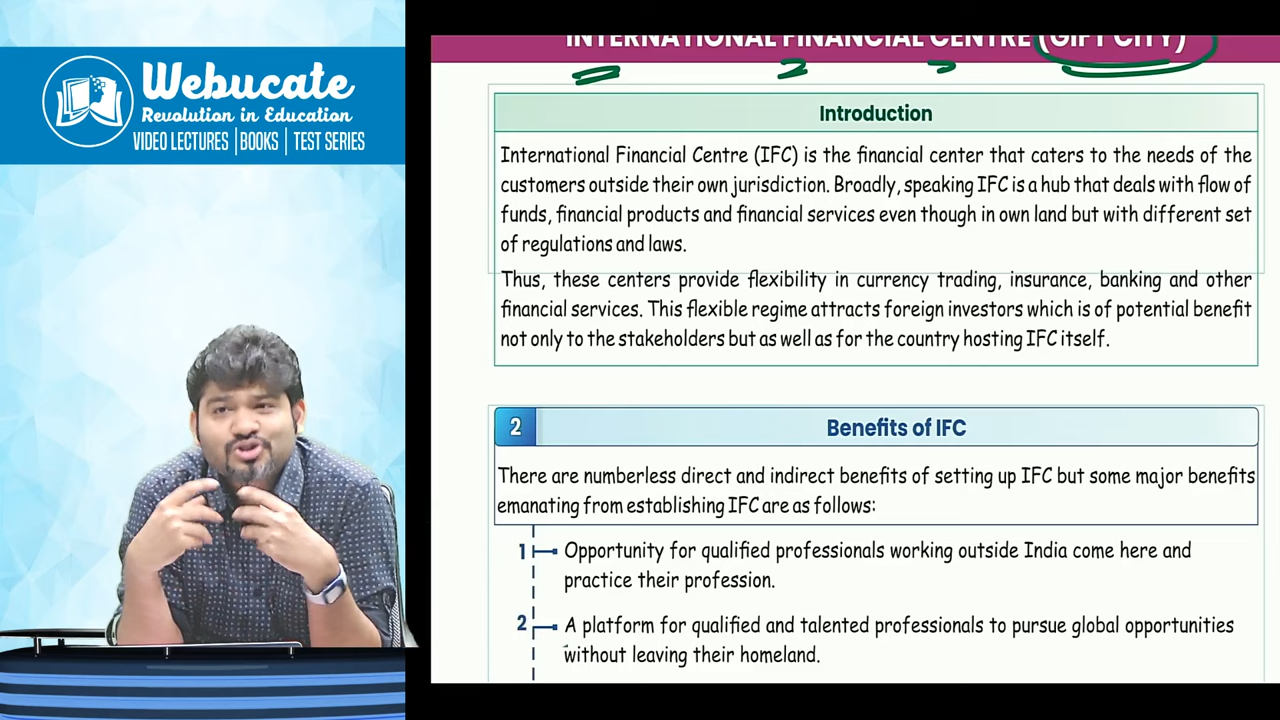 Webucate
Revolution in Education
VIDEO LECTURES | BOOKS | TEST SERIES
INTERNATIONAL FINANCIAL CENTRE (GIFT CITY)
Introduction
International Financial Centre (IFC) is the financial center that caters to the needs of the
customers outside their own jurisdiction. Broadly, speaking IFC is a hub that deals with flow of
funds, financial products and financial services even though in own land but with different set
of regulations and laws.
Thus, these centers provide flexibility in currency trading, insurance, banking and other
financial services. This flexible regime attracts foreign investors which is of potential benefit
not only to the stakeholders but as well as for the country hosting IFC itself.
2 Benefits of IFC
There are numberless direct and indirect benefits of setting up IFC but some major benefits
emanating from establishing IFC are as follows:
1 Opportunity for qualified professionals working outside India come here and
practice their profession.
2 A platform for qualified and talented professionals to pursue global opportunities
without leaving their homeland.